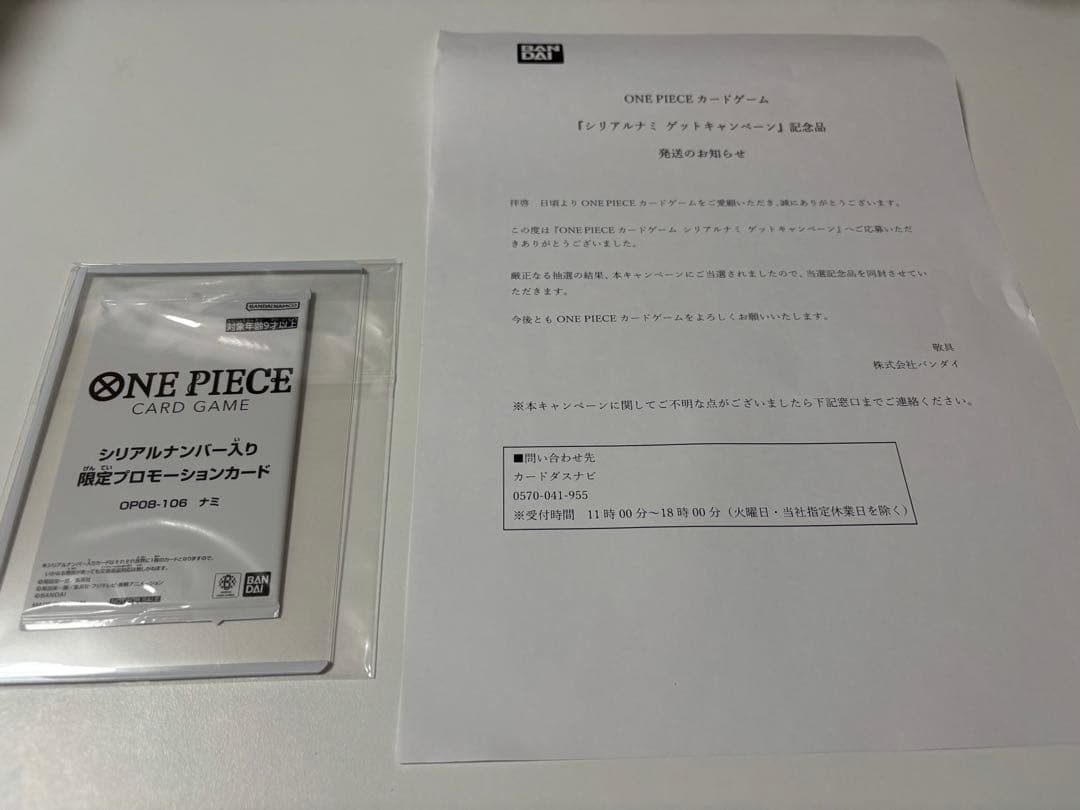 BANDAI NAMCO
対象年齢9才以上
ONE PIECE
CARD GAME
シリアルナンバー入り
限定プロモーションカード
OP08-106 ナミ
©BANDAI
BAN
DAI
BAN
DAI
ONE PIECE カードゲーム
『シリアルナミ ゲットキャンペーン』記念品
発送のお知らせ
拝啓 日頃より ONE PIECE カードゲームをご愛顧いただき、誠にありがとうございます。
この度は『ONE PIECE カードゲーム シリアルナミ ゲットキャンペーン』へご応募いただ
きありがとうございました。
厳正なる抽選の結果、本キャンペーンにご当選されましたので、当選記念品を同封させてい
ただきます。
今後とも ONE PIECE カードゲームをよろしくお願いいたします。
敬具
株式会社バンダイ
※本キャンペーンに関してご不明な点がございましたら下記窓口までご連絡ください。
■問い合わせ先
カードダスナビ
0570-041-955
※受付時間 11 時 00 分～18 時 00 分（火曜日・当社指定休業日を除く）